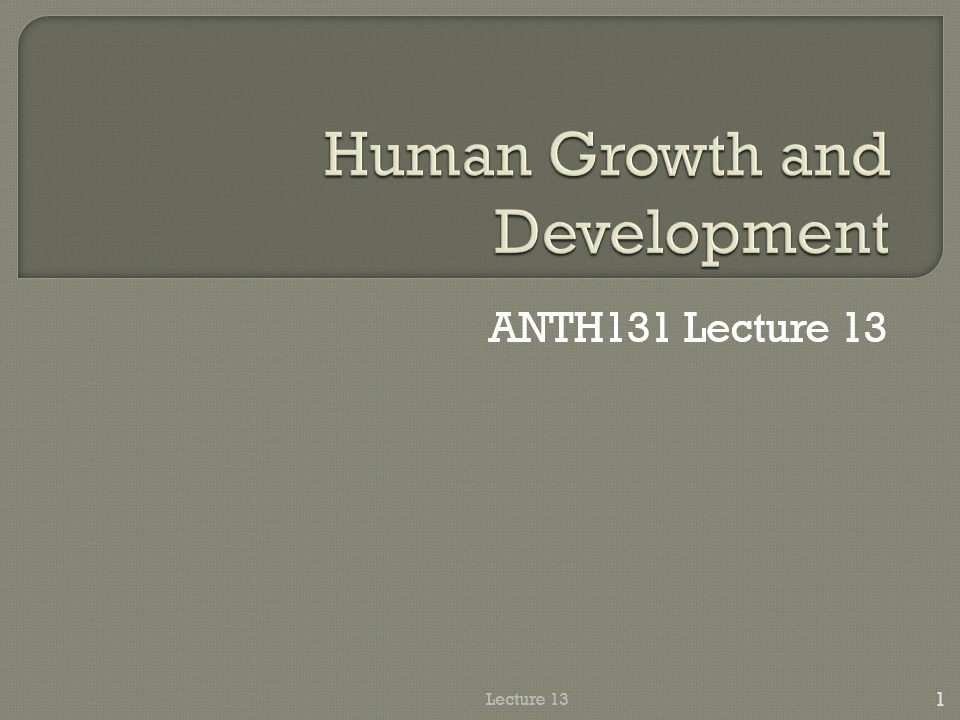 Human Growth and
Development
ANTH131 Lecture 13
Lecture 13
1